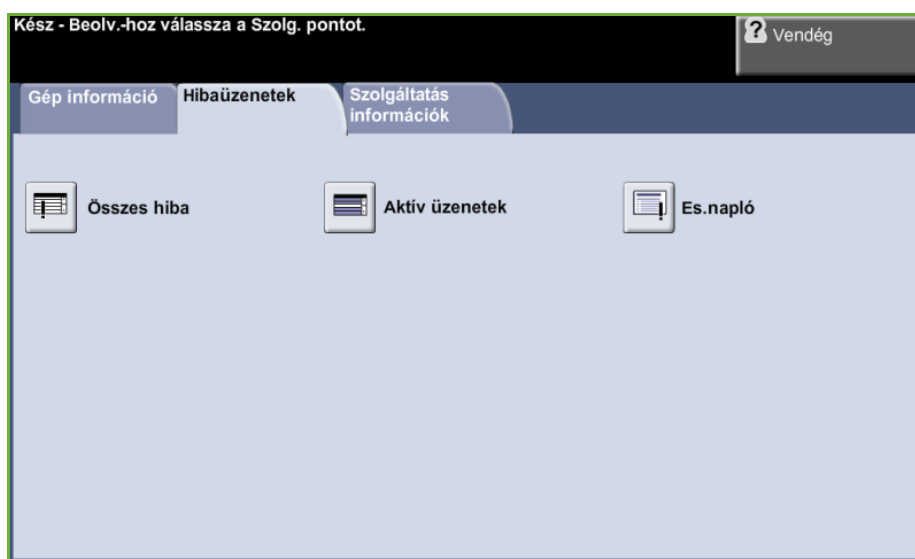 Kész - Beolv.-hoz válassza a Szolg. pontot.
Vendég
Gép információ
Hibaüzenetek
Szolgáltatás
információk
Összes hiba
Aktív üzenetek
Es.napló